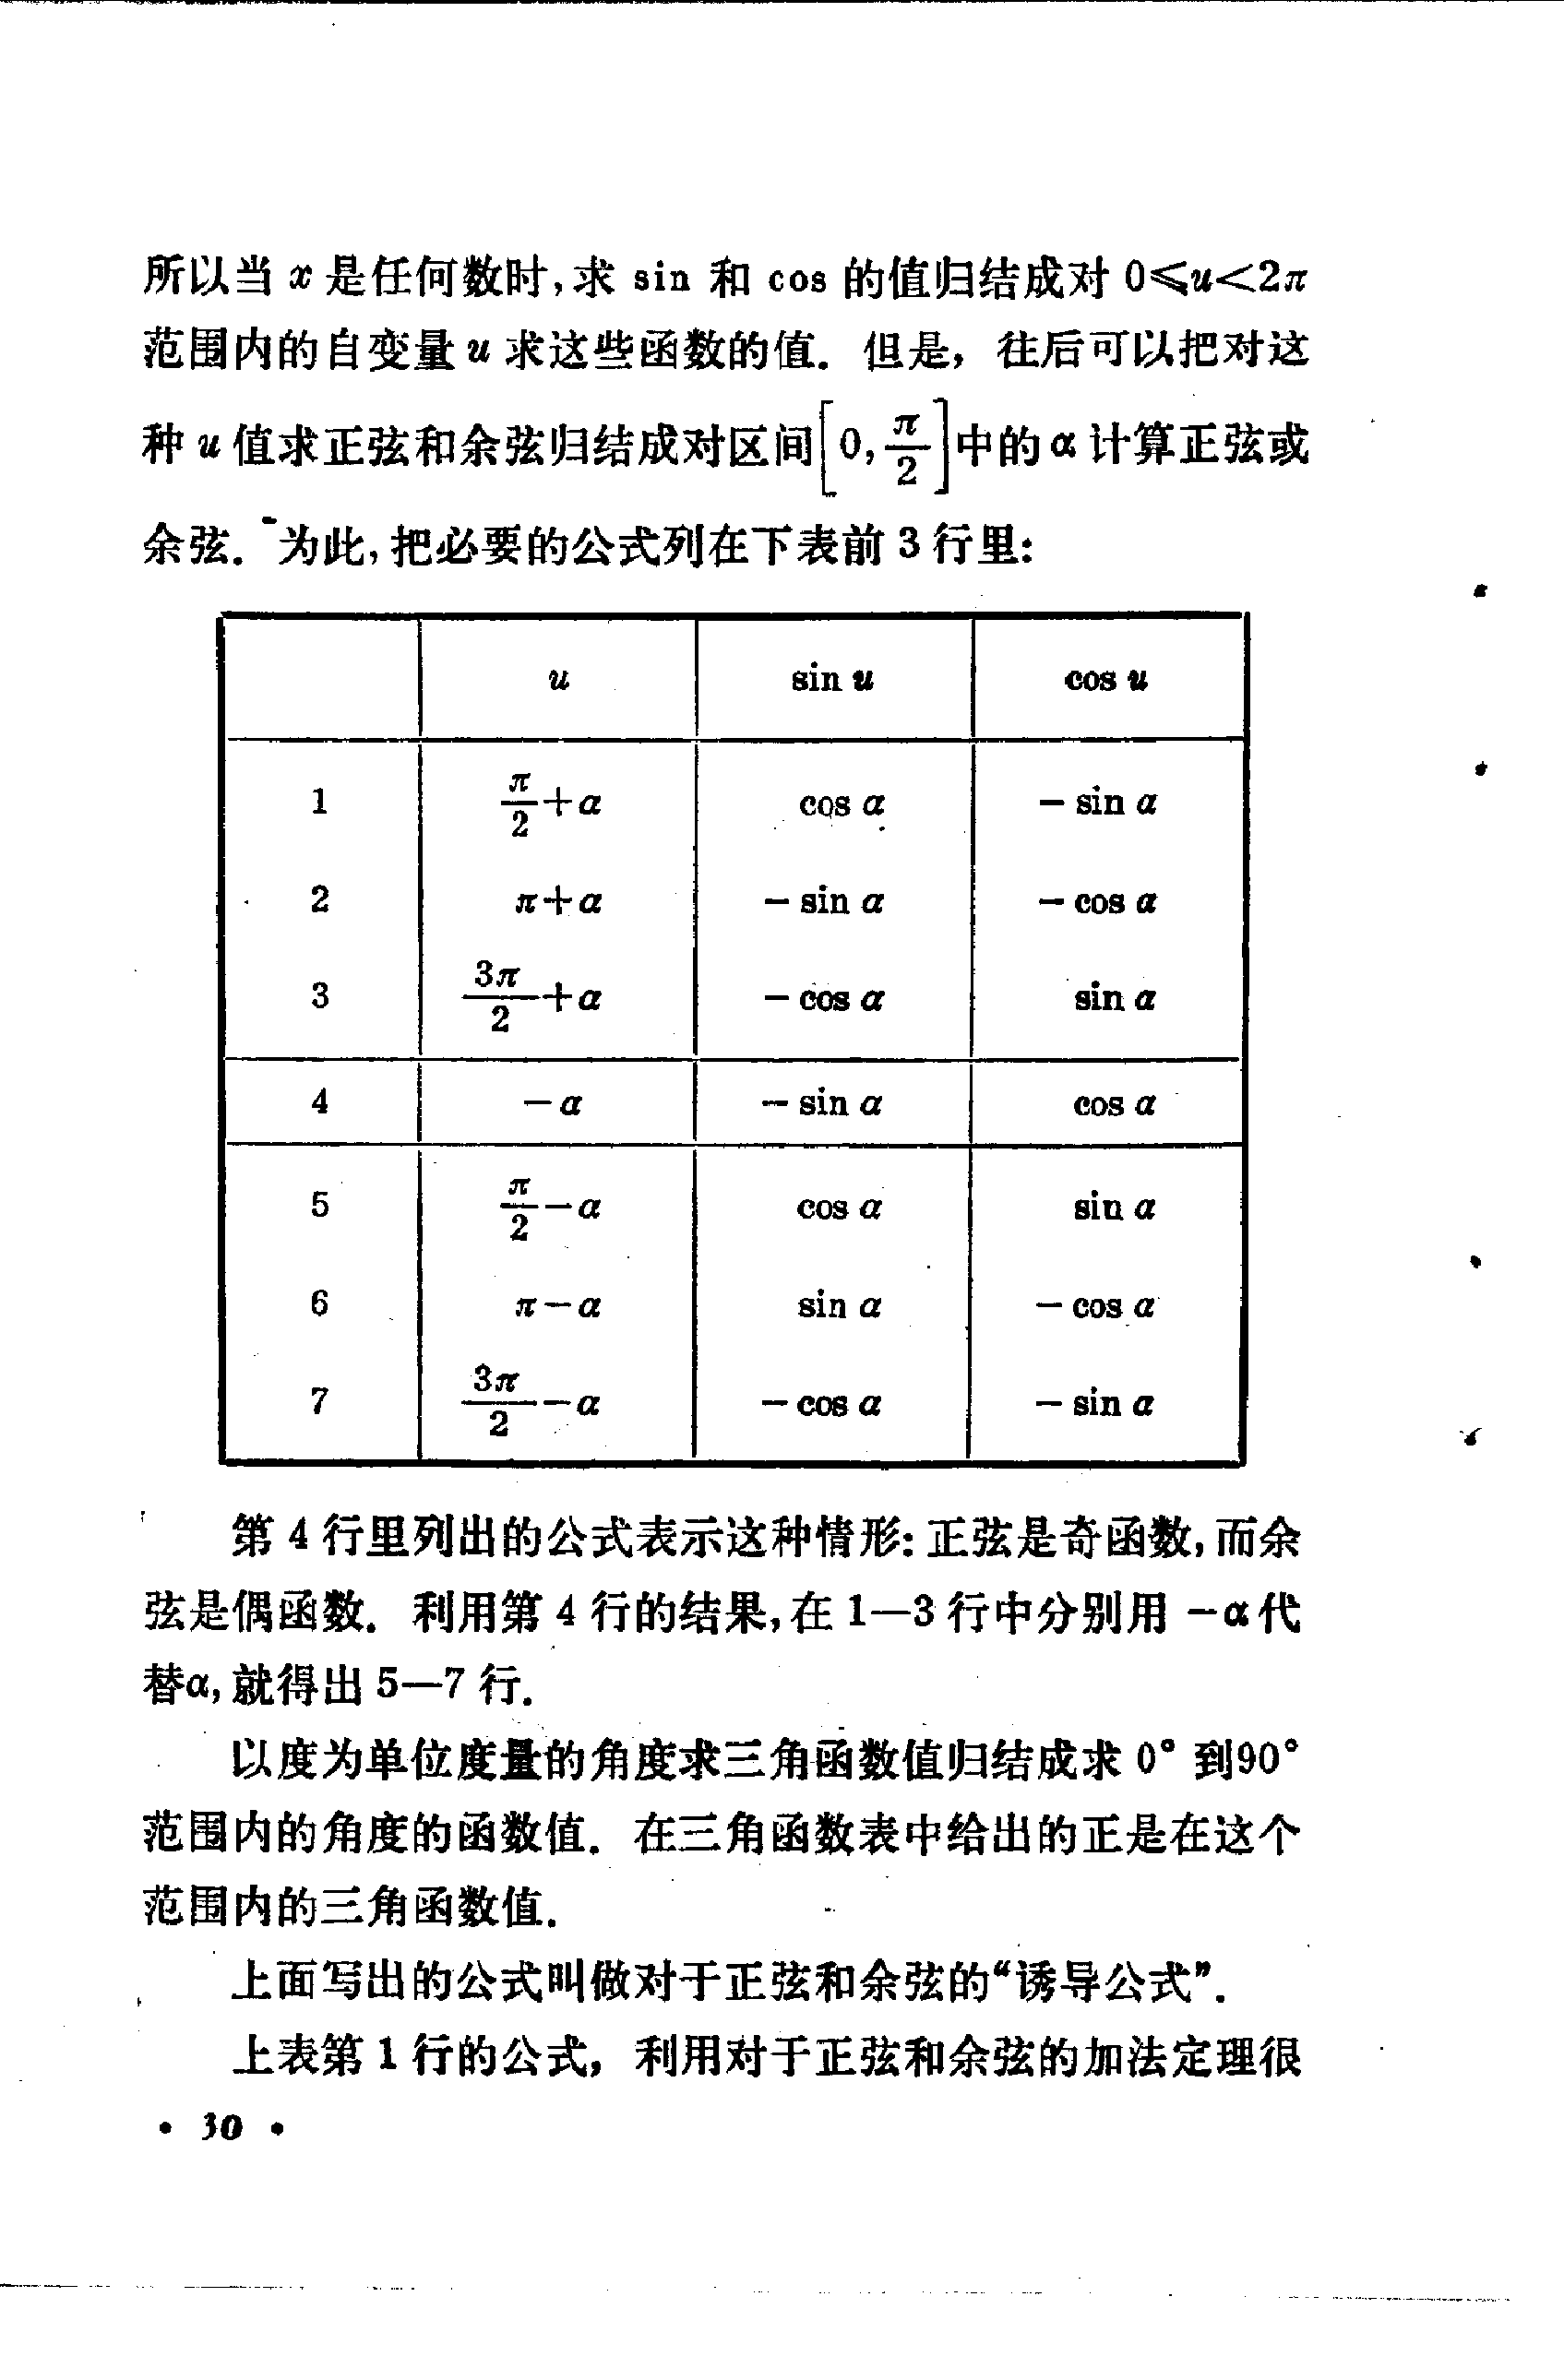 所以当 x 是任何数时,求 sin 和 cos 的值归结成对 0⩽u<2π
范围内的自变量 u 求这些函数的值. 但是, 往后可以把对这
种 u 值求正弦和余弦归结成对区间[0, π/2]中的 α 计算正弦或
余弦. 为此,把必要的公式列在下表前 3 行里:
u sin u cos u
1 π/2+α cos α −sin α
2 π+α −sin α −cos α
3 3π/2+α −cos α sin α
4 −α −sin α cos α
5 π/2−α cos α sin α
6 π−α sin α −cos α
7 3π/2−α −cos α −sin α
第 4 行里列出的公式表示这种情形: 正弦是奇函数,而余
弦是偶函数. 利用第 4 行的结果,在 1—3 行中分别用 −α 代
替α,就得出 5—7 行.
以度为单位度量的角度求三角函数值归结成求 0° 到90°
范围内的角度的函数值. 在三角函数表中给出的正是在这个
范围内的三角函数值.
上面写出的公式叫做对于正弦和余弦的“诱导公式”.
上表第 1 行的公式, 利用对于正弦和余弦的加法定理很
• 30 •